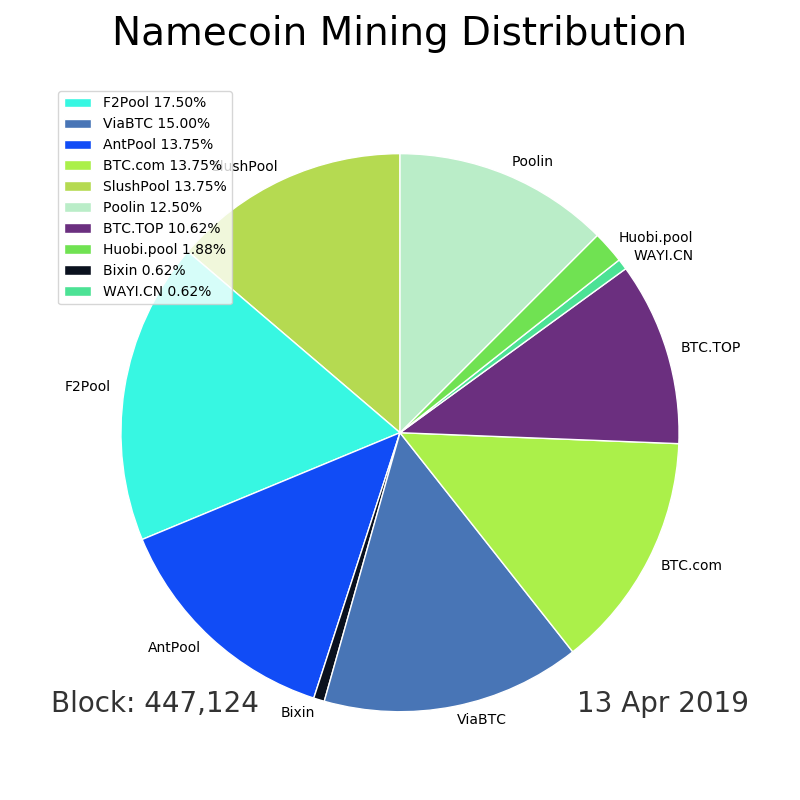 Namecoin Mining Distribution
F2Pool 17.50%
ViaBTC 15.00%
AntPool 13.75%
BTC.com 13.75%
SlushPool 13.75%
Poolin 12.50%
BTC.TOP 10.62%
Huobi.pool 1.88%
Bixin 0.62%
WAYI.CN 0.62%
SlushPool
Poolin
Huobi.pool
WAYI.CN
BTC.TOP
F2Pool
BTC.com
AntPool
Block: 447,124
13 Apr 2019
Bixin
ViaBTC